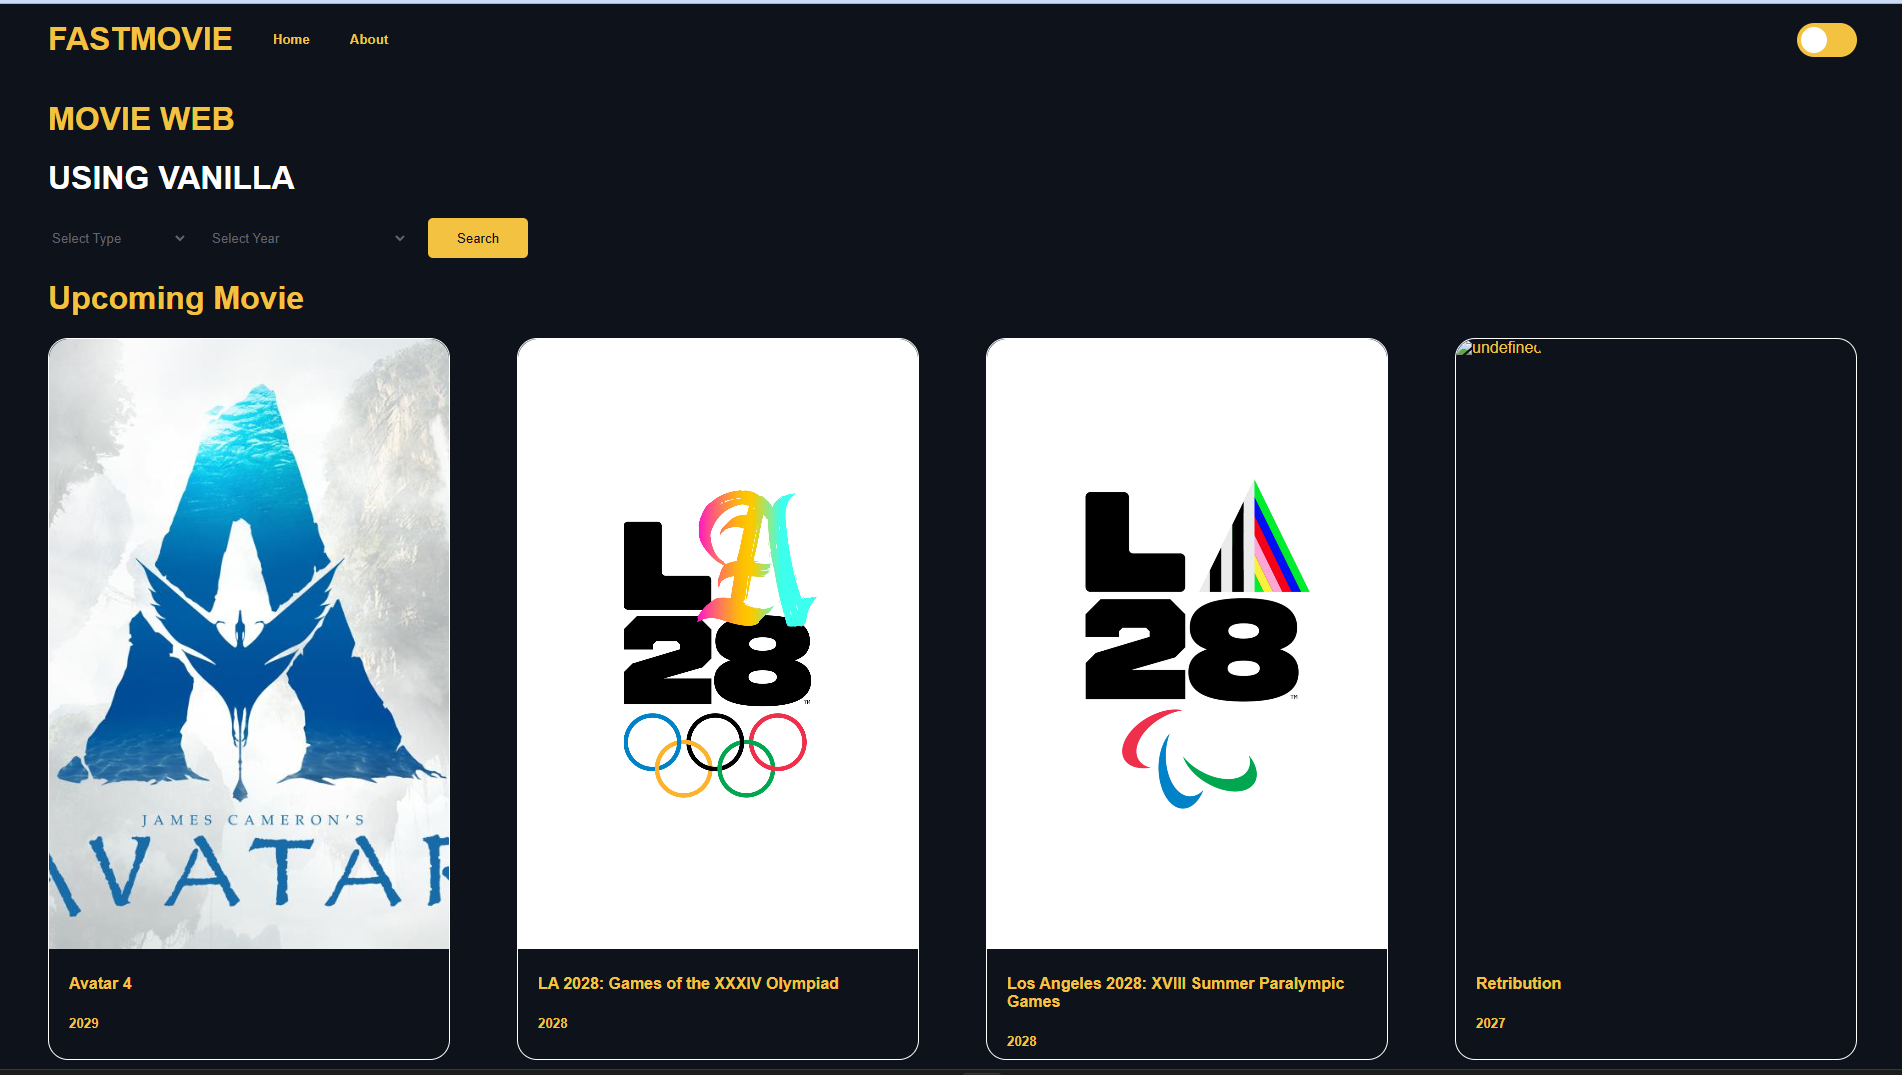 FASTMOVIE
Home
About
MOVIE WEB
USING VANILLA
Select Type
Select Year
Search
Upcoming Movie
JAMES CAMERON'S
AVATAR
LA
28
TM
LA
28
TM
undefined
Avatar 4
2029
LA 2028: Games of the XXXIV Olympiad
2028
Los Angeles 2028: XVIII Summer Paralympic
Games
2028
Retribution
2027